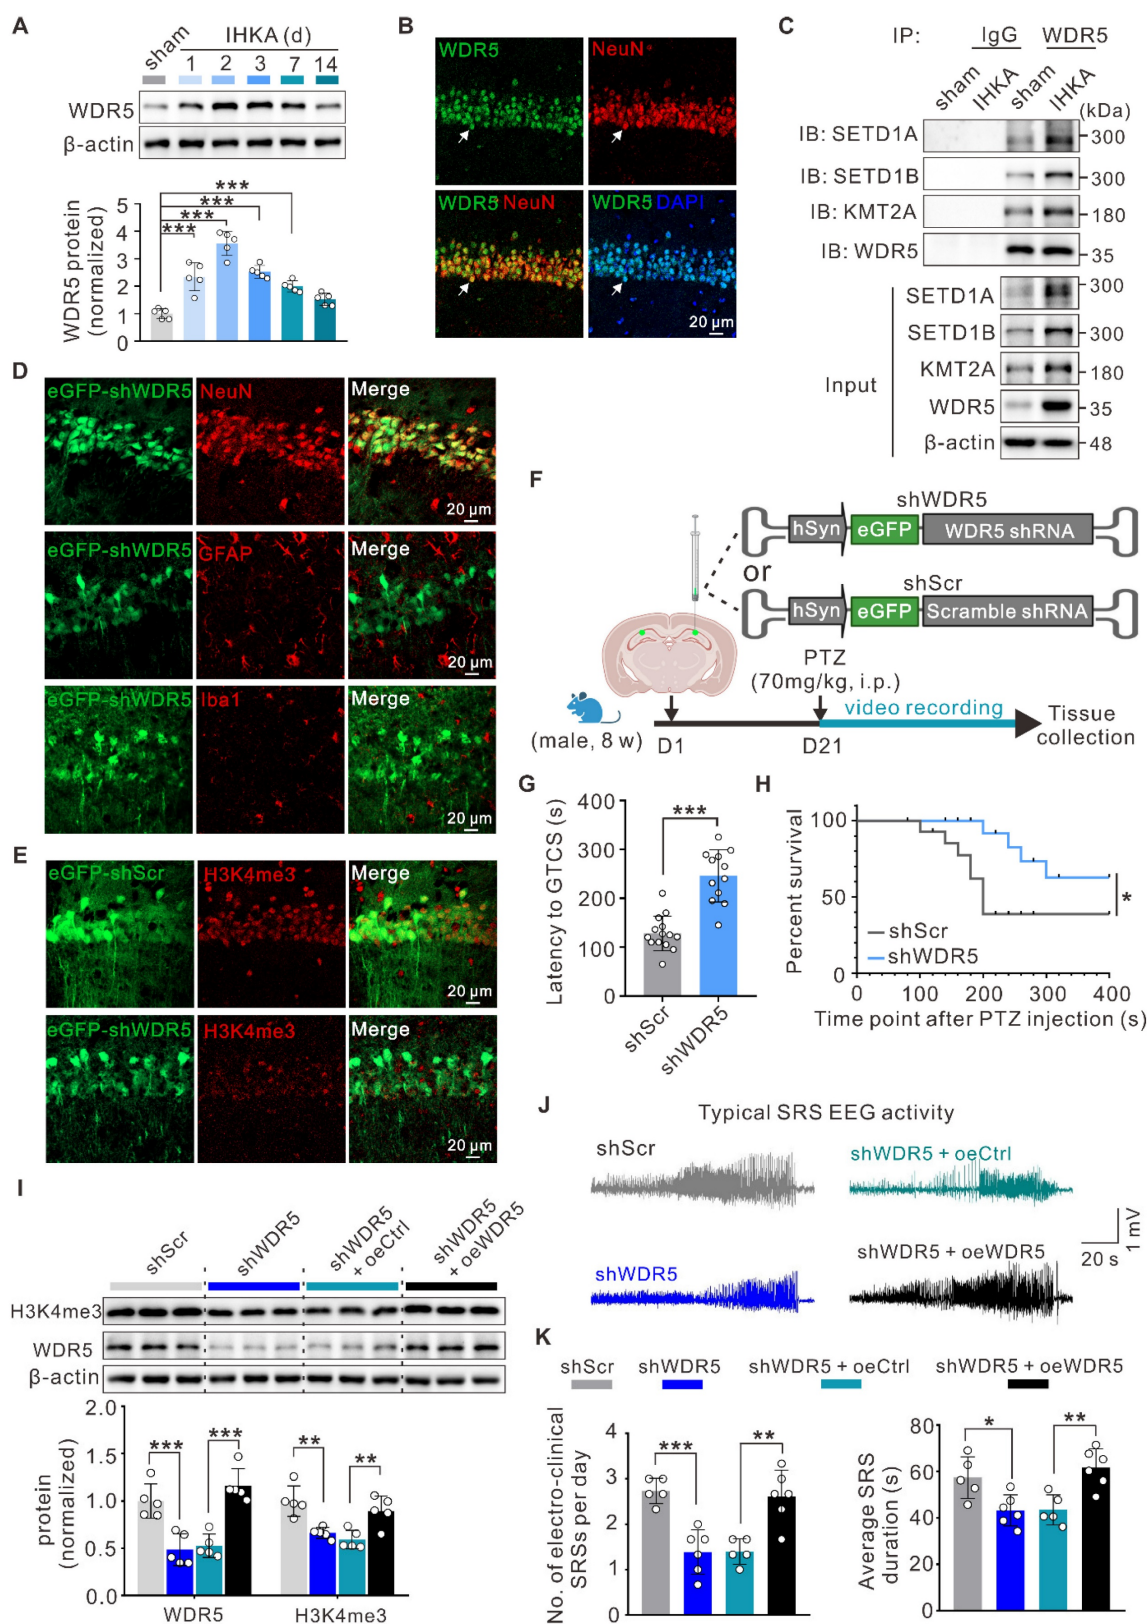 A
sham
IHKA (d)
1 2 3 7 14
WDR5
β-actin
WDR5 protein
(normalized)
***
***
***
***
5
4
3
2
1
0
B
WDR5
NeuN
WDR5/NeuN
WDR5/DAPI
20 μm
C
IP: IgG WDR5
sham IHKA sham IHKA
(kDa)
IB: SETD1A 300
IB: SETD1B 300
IB: KMT2A 180
IB: WDR5 35
Input
SETD1A 300
SETD1B 300
KMT2A 180
WDR5 35
β-actin 48
D
eGFP-shWDR5 NeuN Merge
20 μm
eGFP-shWDR5 GFAP Merge
20 μm
eGFP-shWDR5 Iba1 Merge
20 μm
E
eGFP-shScr H3K4me3 Merge
20 μm
eGFP-shWDR5 H3K4me3 Merge
20 μm
F
shWDR5
hSyn eGFP WDR5 shRNA
or
shScr
hSyn eGFP Scramble shRNA
PTZ
(70mg/kg, i.p.)
video recording
(male, 8 w)
D1
D21
Tissue
collection
G
Latency to GTCS (s)
400
300
200
100
0
***
shScr
shWDR5
H
Percent survival
100
50
0
*
shScr
shWDR5
0 100 200 300 400
Time point after PTZ injection (s)
I
shScr
shWDR5
shWDR5
+ oeCtrl
shWDR5
+ oeWDR5
H3K4me3
WDR5
β-actin
protein
(normalized)
2.0
1.5
1.0
0.5
0.0
*** *** ** **
WDR5 H3K4me3
J
Typical SRS EEG activity
shScr
shWDR5 + oeCtrl
shWDR5
shWDR5 + oeWDR5
20 s
1 mV
K
shScr shWDR5 shWDR5 + oeCtrl shWDR5 + oeWDR5
No. of electro-clinical
SRSs per day
4
3
2
1
0
*** **
Average SRS
duration (s)
80
60
40
20
0
* **